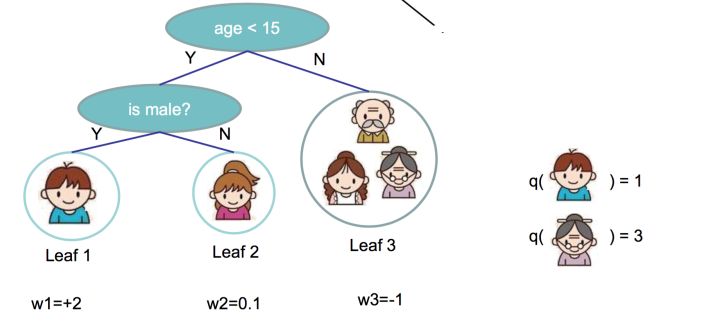 age < 15
Y
N
is male?
Y
N
q(
) = 1
q(
) = 3
Leaf 1
Leaf 2
Leaf 3
w1=+2
w2=0.1
w3=-1